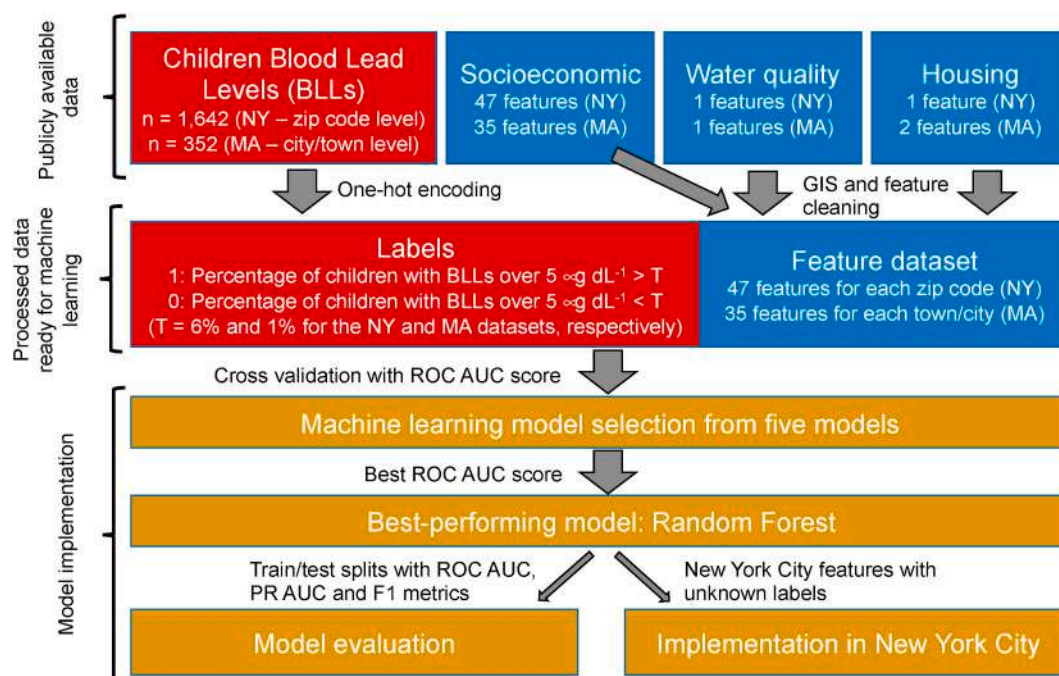 Publicly available
data
Children Blood Lead
Levels (BLLs)
n = 1,642 (NY – zip code level)
n = 352 (MA – city/town level)
Socioeconomic
47 features (NY)
35 features (MA)
Water quality
1 features (NY)
1 features (MA)
Housing
1 feature (NY)
2 features (MA)
One-hot encoding
GIS and feature
cleaning
Processed data
ready for machine
learning
Labels
1: Percentage of children with BLLs over 5 ∝g dL⁻¹ > T
0: Percentage of children with BLLs over 5 ∝g dL⁻¹ < T
(T = 6% and 1% for the NY and MA datasets, respectively)
Feature dataset
47 features for each zip code (NY)
35 features for each town/city (MA)
Cross validation with ROC AUC score
Model implementation
Machine learning model selection from five models
Best ROC AUC score
Best-performing model: Random Forest
Train/test splits with ROC AUC,
PR AUC and F1 metrics
New York City features with
unknown labels
Model evaluation
Implementation in New York City